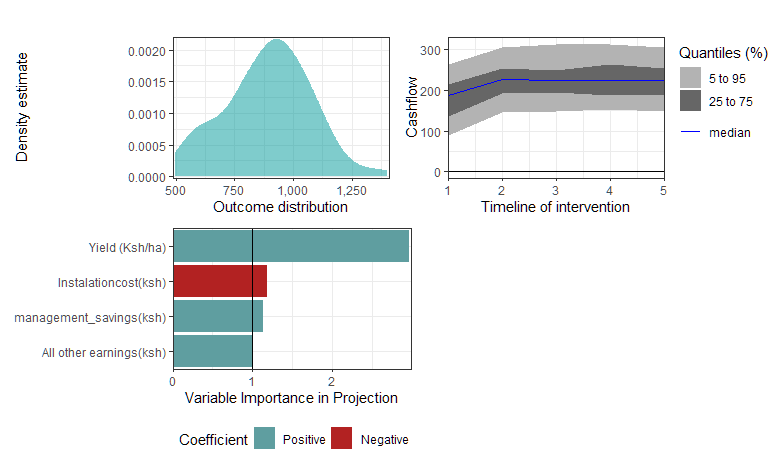 Density estimate
0.0020
0.0015
0.0010
0.0005
0.0000
500 750 1,000 1,250
Outcome distribution
Cashflow
300
200
100
0
1 2 3 4 5
Timeline of intervention
Quantiles (%)
5 to 95
25 to 75
median
Yield (Ksh/ha)
Instalationcost(ksh)
management_savings(ksh)
All other earnings(ksh)
0 1 2
Variable Importance in Projection
Coefficient Positive Negative